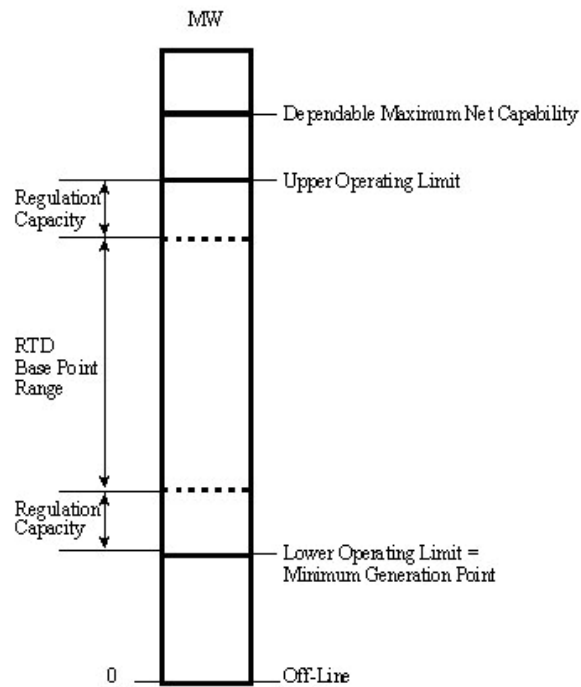 MW
Dependable Maximum Net Capability
Upper Operating Limit
Regulation
Capacity
RTD
Base Point
Range
Regulation
Capacity
Lower Operating Limit =
Minimum Generation Point
0
Off-Line